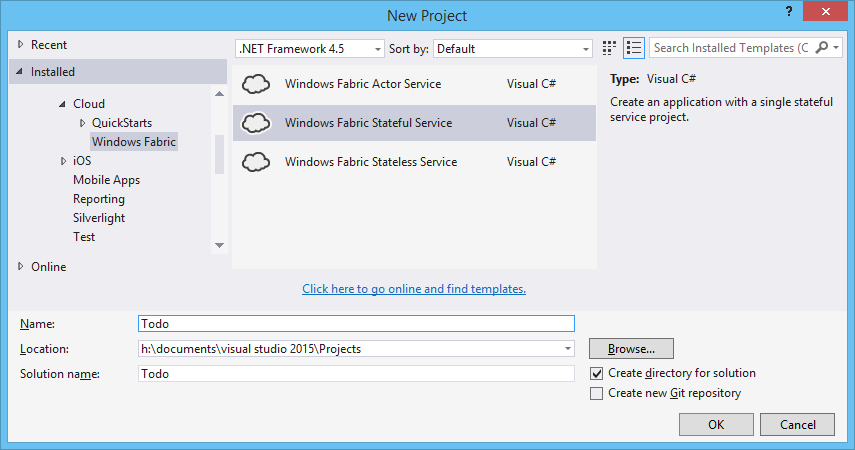 New Project
?
Recent
.NET Framework 4.5
Sort by:
Default
Search Installed Templates (C
Installed
Cloud
QuickStarts
Windows Fabric
iOS
Mobile Apps
Reporting
Silverlight
Test
Online
Windows Fabric Actor Service Visual C#
Windows Fabric Stateful Service Visual C#
Windows Fabric Stateless Service Visual C#
Type: Visual C#
Create an application with a single stateful
service project.
Click here to go online and find templates.
Name: Todo
Location: h:\documents\visual studio 2015\Projects
Browse...
Solution name: Todo
Create directory for solution
Create new Git repository
OK
Cancel